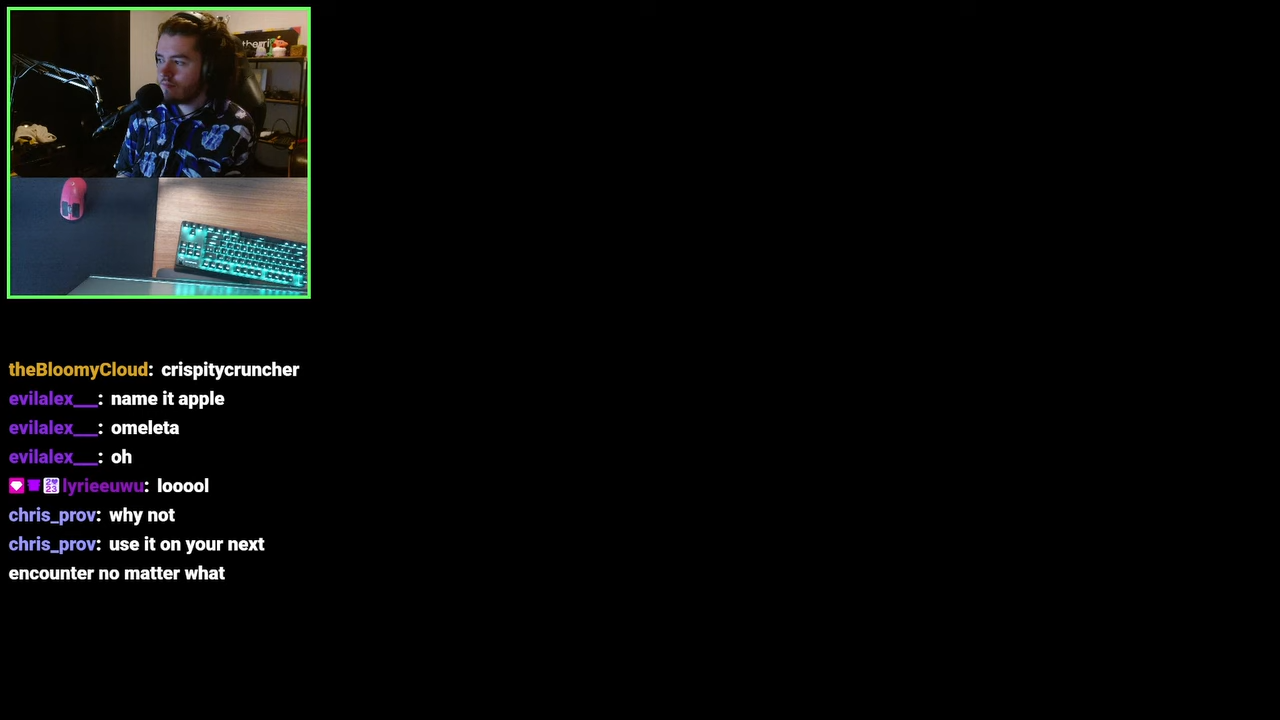 theBloomyCloud: crispitycruncher
evilalex___: name it apple
evilalex___: omeleta
evilalex___: oh
lyrieeuwu: looool
chris_prov: why not
chris_prov: use it on your next
encounter no matter what